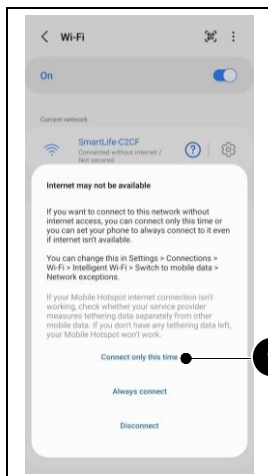 Wi-Fi
On
Current network
SmartLife-C2CF
Connected without internet /
Not secured
Internet may not be available
If you want to connect to this network without
internet access, you can connect only this time or
you can set your phone to always connect to it even
if internet isn't available.
You can change this in Settings > Connections >
Wi-Fi > Intelligent Wi-Fi > Switch to mobile data >
Network exceptions.
If your Mobile Hotspot internet connection isn't
working, check whether your service provider
measures tethering data separately from other
mobile data. If you don't have any tethering data left,
your Mobile Hotspot won't work.
Connect only this time
Always connect
Disconnect